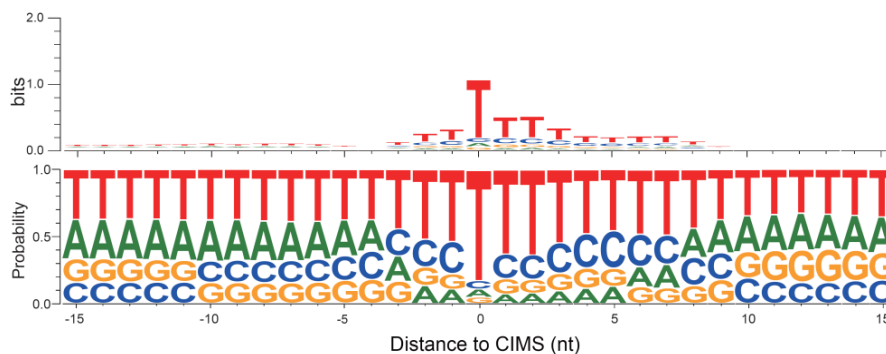 2.0
bits
1.0
T T T T T T T T T T
C C C C C C
A
0.0
1.0
Probability
T T T T T T T T T T T T T T T T T T T T T T T T T T T T T T T
A A A A A A A A A A A A C C C C C C C C C C C A A A A A A A A
0.5
G G G G G C C C C C C C A G G A G G G G G A A C C G G G G G G
C C C C C G G G G G G G G A A G A A A A A G G G G C C C C C C
0.0
-15 -10 -5 0 5 10 15
Distance to CIMS (nt)